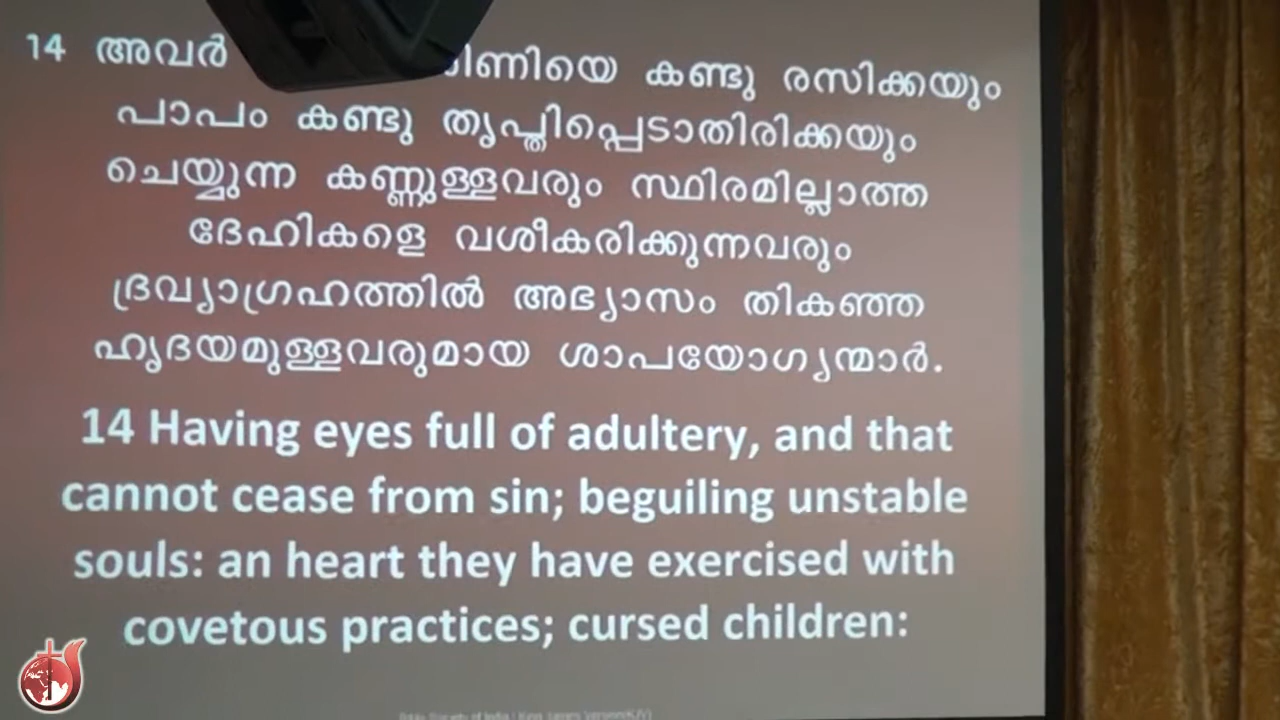 14 അവർ കണ്ടു രസിക്കയും
പാപം കണ്ടു തൃപ്തിപ്പെടാതിരിക്കയും
ചെയ്യുന്ന കണ്ണുള്ളവരും സ്ഥിരമില്ലാത്ത
ദേഹികളെ വശീകരിക്കുന്നവരും
ദ്രവ്യാഗ്രഹത്തിൽ അഭ്യാസം തികഞ്ഞ
ഹൃദയമുള്ളവരുമായ ശാപയോഗ്യന്മാർ.
14 Having eyes full of adultery, and that
cannot cease from sin; beguiling unstable
souls: an heart they have exercised with
covetous practices; cursed children: